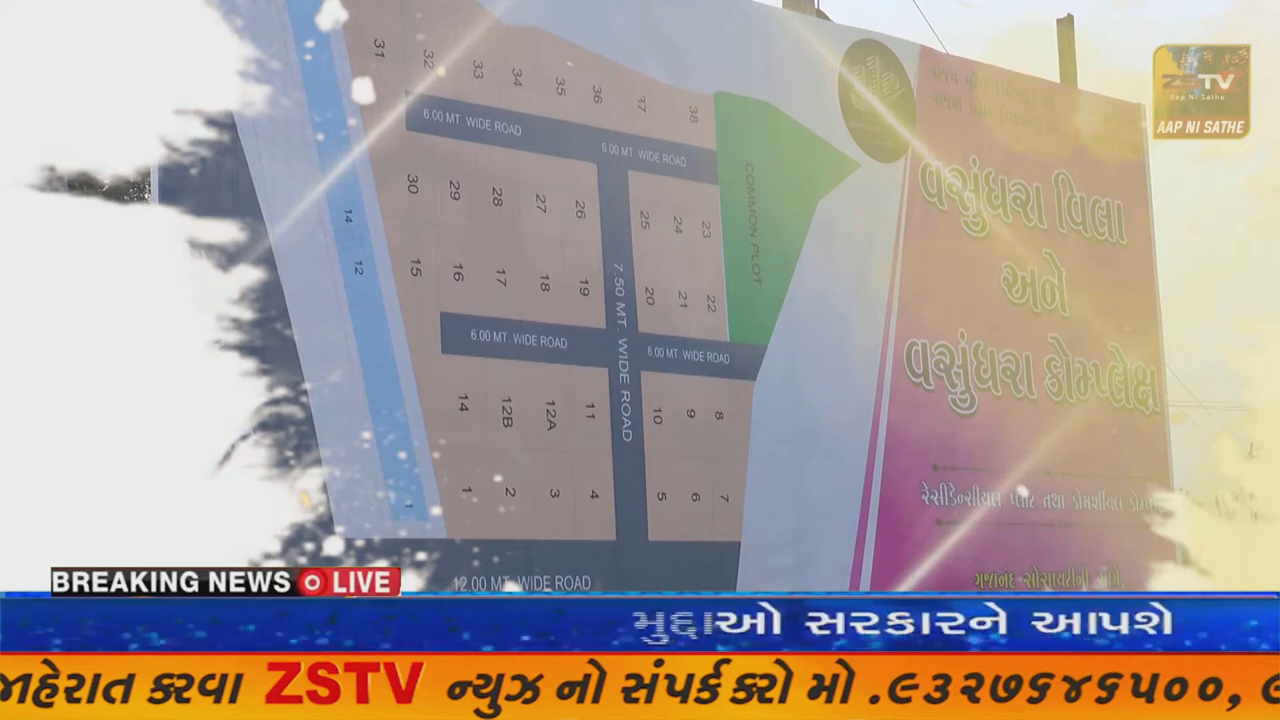 31 32 33 34 35 36 37 38
6.00 MT. WIDE ROAD
6.00 MT. WIDE ROAD
30 29 28 27 26 25 24 23
COMMON PLOT
14
12
15 16 17 18 19 20 21 22
7.50 MT. WIDE ROAD
6.00 MT. WIDE ROAD
6.00 MT. WIDE ROAD
14 12B 12A 11 10 9 8
1 2 3 4 5 6 7
1
12.00 MT. WIDE ROAD
વસુંધરા વિલા
અને
વસુંધરા કોમ્પ્લેક્ષ
રેસીડેન્સીયલ પ્લોટ તથા કોમર્શીયલ
ગજાનંદ સોસાયટીની સામે,
ZSTV
Aap Ni Sathe
AAP NI SATHE
BREAKING NEWS LIVE
મુદ્દાઓ સરકારને આપશે
જાહેરાત કરવા ZSTV ન્યુઝ નો સંપર્ક કરો મો .૯૩૨૭૬૪૬૫૦૦,